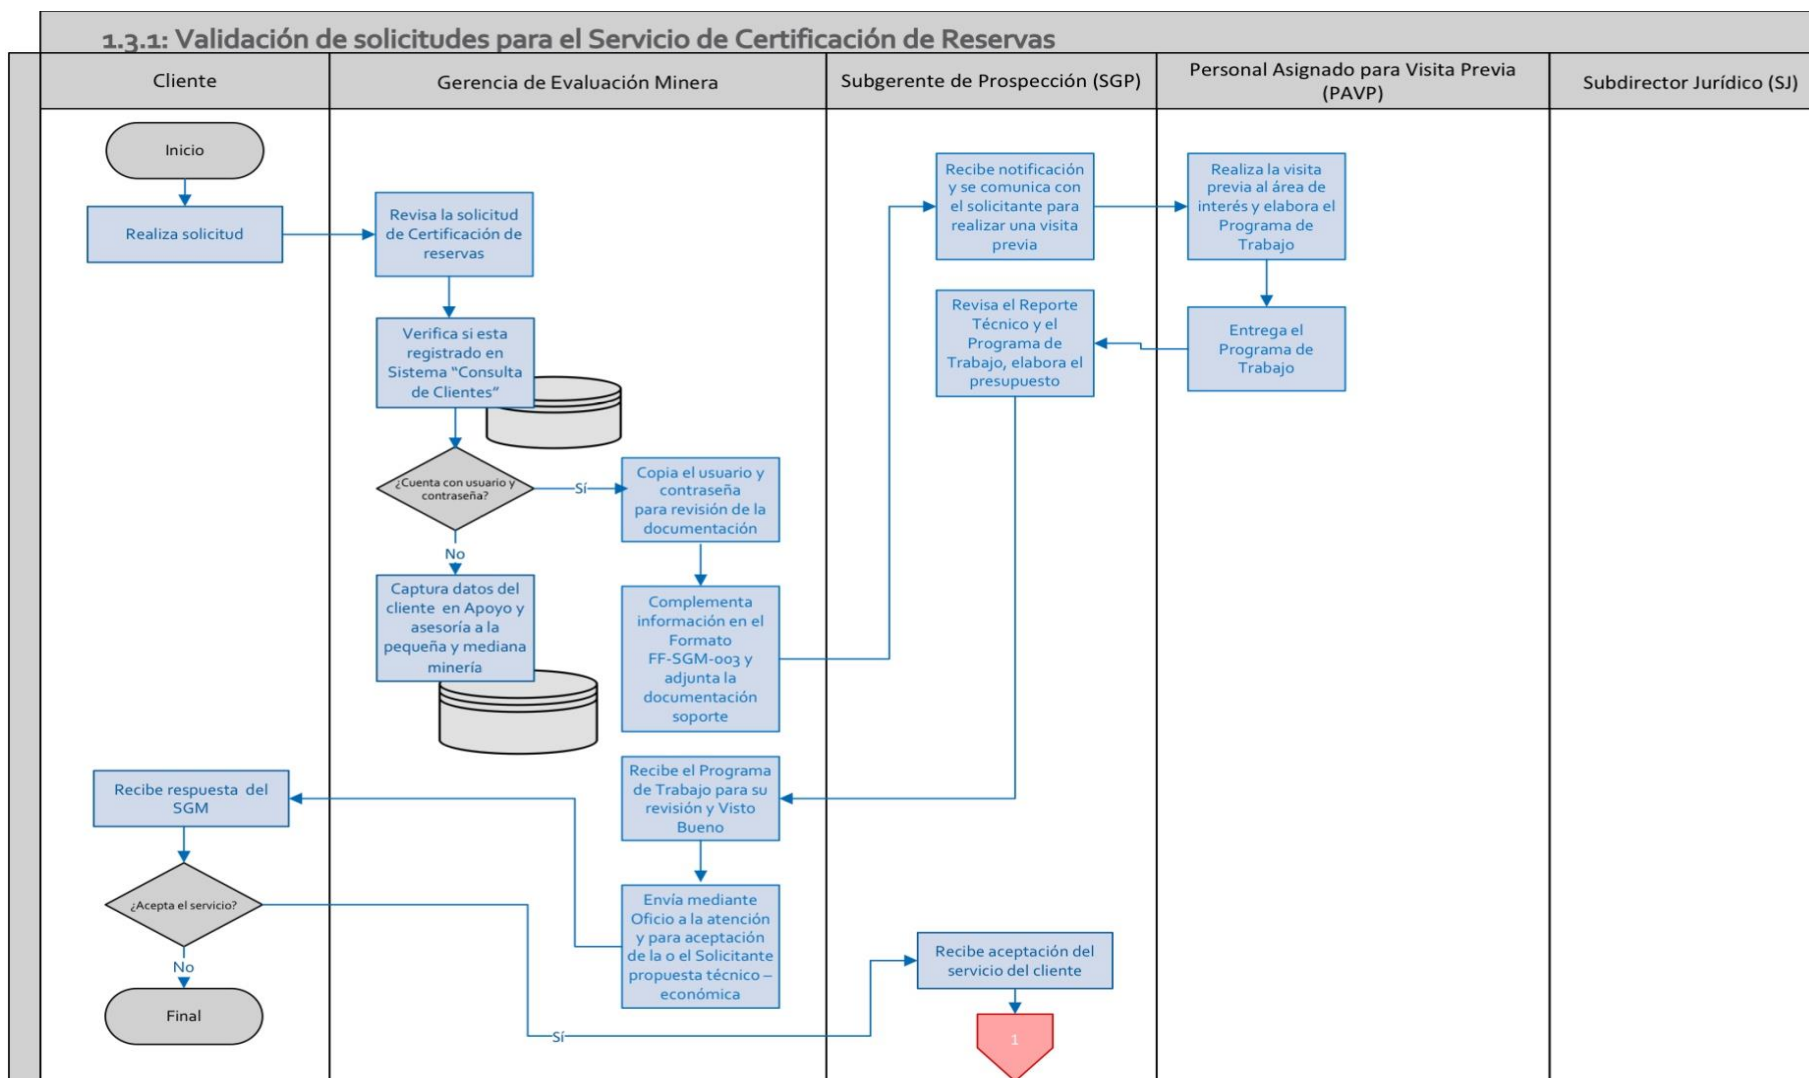 1.3.1: Validación de solicitudes para el Servicio de Certificación de Reservas
Cliente
Gerencia de Evaluación Minera
Subgerente de Prospección (SGP)
Personal Asignado para Visita Previa
(PAVP)
Subdirector Jurídico (SJ)
Inicio
Realiza solicitud
Revisa la solicitud
de Certificación de
reservas
Verifica si esta
registrado en
Sistema "Consulta
de Clientes"
¿Cuenta con usuario y
contraseña?
Sí
No
Copia el usuario y
contraseña
para revisión de la
documentación
Captura datos del
cliente en Apoyo y
asesoría a la
pequeña y mediana
minería
Complementa
información en el
Formato
FF-SGM-003 y
adjunta la
documentación
soporte
Recibe notificación
y se comunica con
el solicitante para
realizar una visita
previa
Realiza la visita
previa al área de
interés y elabora el
Programa de
Trabajo
Entrega el
Programa de
Trabajo
Revisa el Reporte
Técnico y el
Programa de
Trabajo, elabora el
presupuesto
Recibe el Programa
de Trabajo para su
revisión y Visto
Bueno
Envía mediante
Oficio a la atención
y para aceptación
de la o el Solicitante
propuesta técnico –
económica
Recibe respuesta del
SGM
¿Acepta el servicio?
No
Final
Sí
Recibe aceptación del
servicio del cliente
1